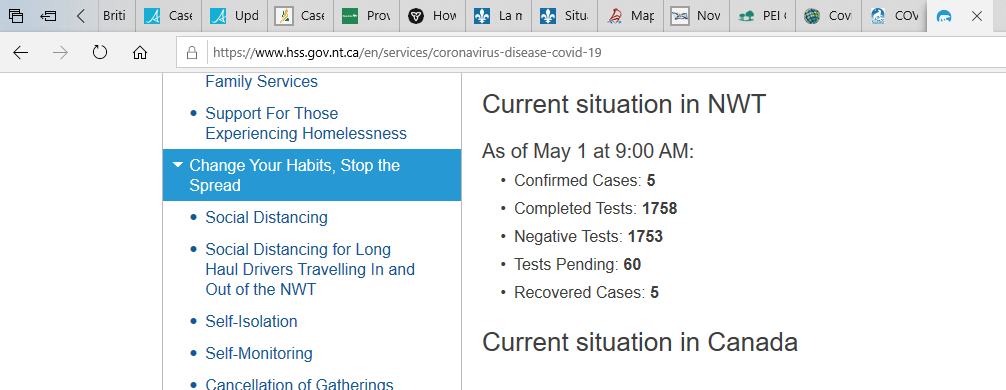 Briti
Case
Upd
Case
Prov
How
La m
Situ
Map
Nov
PEI
Covi
COV
https://www.hss.gov.nt.ca/en/services/coronavirus-disease-covid-19
Family Services
• Support For Those
Experiencing Homelessness
Change Your Habits, Stop the
Spread
• Social Distancing
• Social Distancing for Long
Haul Drivers Travelling In and
Out of the NWT
• Self-Isolation
• Self-Monitoring
• Cancellation of Gatherings
Current situation in NWT
As of May 1 at 9:00 AM:
• Confirmed Cases: 5
• Completed Tests: 1758
• Negative Tests: 1753
• Tests Pending: 60
• Recovered Cases: 5
Current situation in Canada